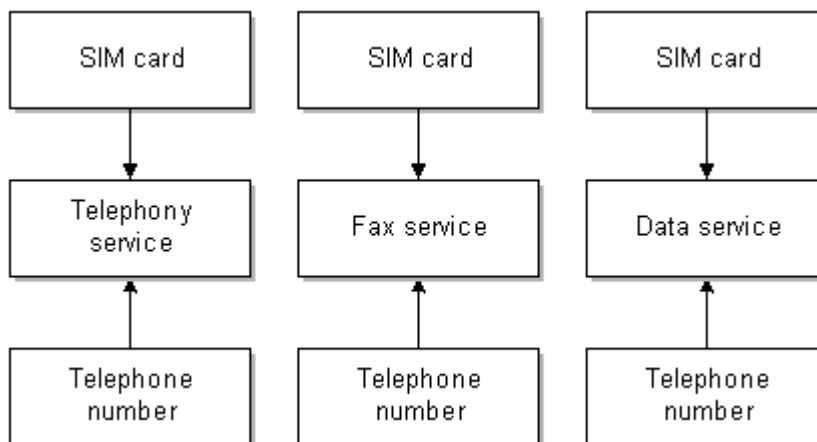 SIM card
SIM card
SIM card
Telephony
service
Fax service
Data service
Telephone
number
Telephone
number
Telephone
number